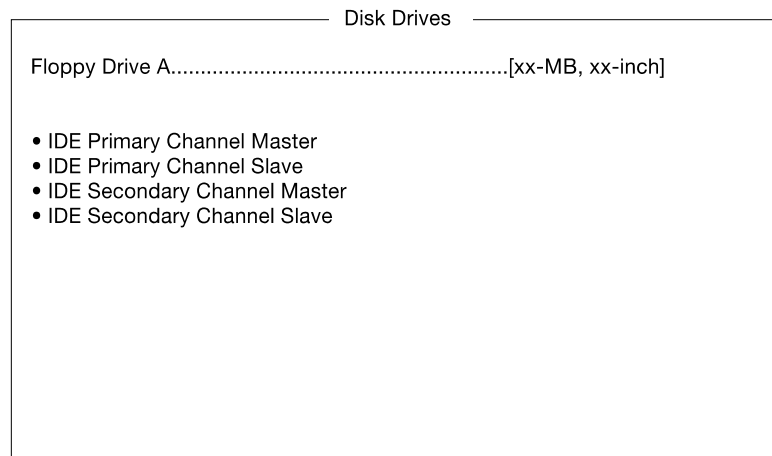 Disk Drives
Floppy Drive A.........................................................[xx-MB, xx-inch]
• IDE Primary Channel Master
• IDE Primary Channel Slave
• IDE Secondary Channel Master
• IDE Secondary Channel Slave